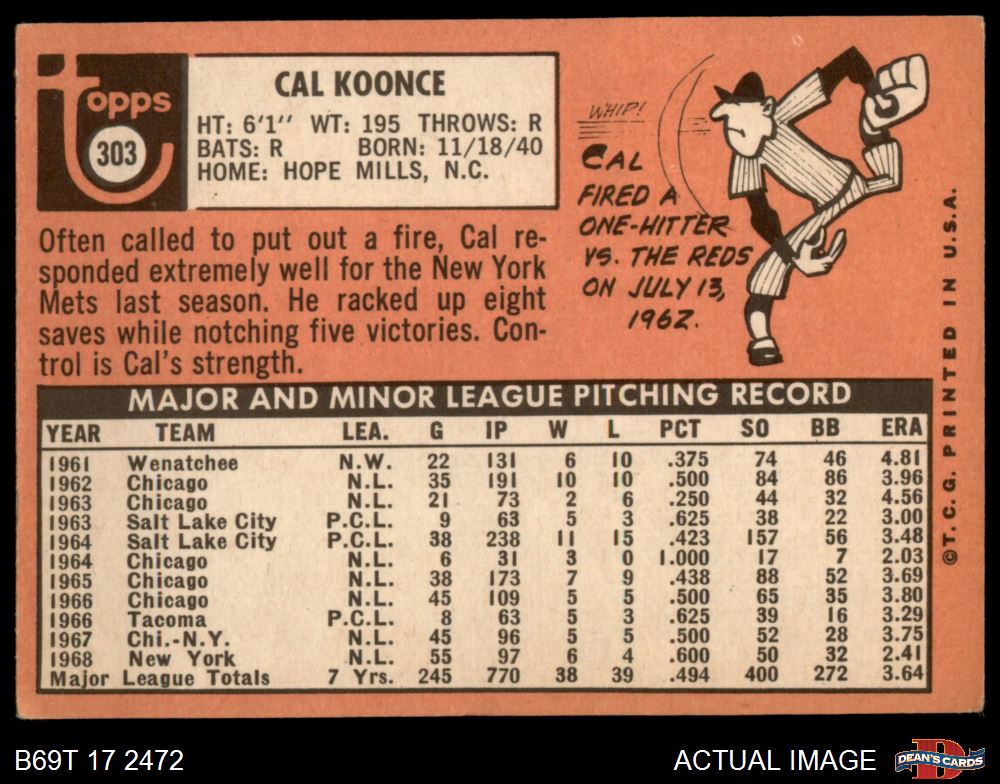 Topps
303
CAL KOONCE
HT: 6'1" WT: 195 THROWS: R
BATS: R BORN: 11/18/40
HOME: HOPE MILLS, N.C.
Often called to put out a fire, Cal re-
sponded extremely well for the New York
Mets last season. He racked up eight
saves while notching five victories. Con-
trol is Cal's strength.
WHIP!
CAL
FIRED A
ONE-HITTER
VS. THE REDS
ON JULY 13,
1962.
©T.C.G. PRINTED IN U.S.A.
MAJOR AND MINOR LEAGUE PITCHING RECORD
YEAR TEAM LEA. G IP W L PCT SO BB ERA
1961 Wenatchee N.W. 22 131 6 10 .375 74 46 4.81
1962 Chicago N.L. 35 191 10 10 .500 84 86 3.96
1963 Chicago N.L. 21 73 2 6 .250 44 32 4.56
1963 Salt Lake City P.C.L. 9 63 5 3 .625 38 22 3.00
1964 Salt Lake City P.C.L. 38 238 11 15 .423 157 56 3.48
1964 Chicago N.L. 6 31 3 0 1.000 17 7 2.03
1965 Chicago N.L. 38 173 7 9 .438 88 52 3.69
1966 Chicago N.L. 45 109 5 5 .500 65 35 3.80
1966 Tacoma P.C.L. 8 63 5 3 .625 39 16 3.29
1967 Chi.-N.Y. N.L. 45 96 5 5 .500 52 28 3.75
1968 New York N.L. 55 97 6 4 .600 50 32 2.41
Major League Totals 7 Yrs. 245 770 38 39 .494 400 272 3.64
B69T 17 2472
ACTUAL IMAGE
DEAN'S CARDS